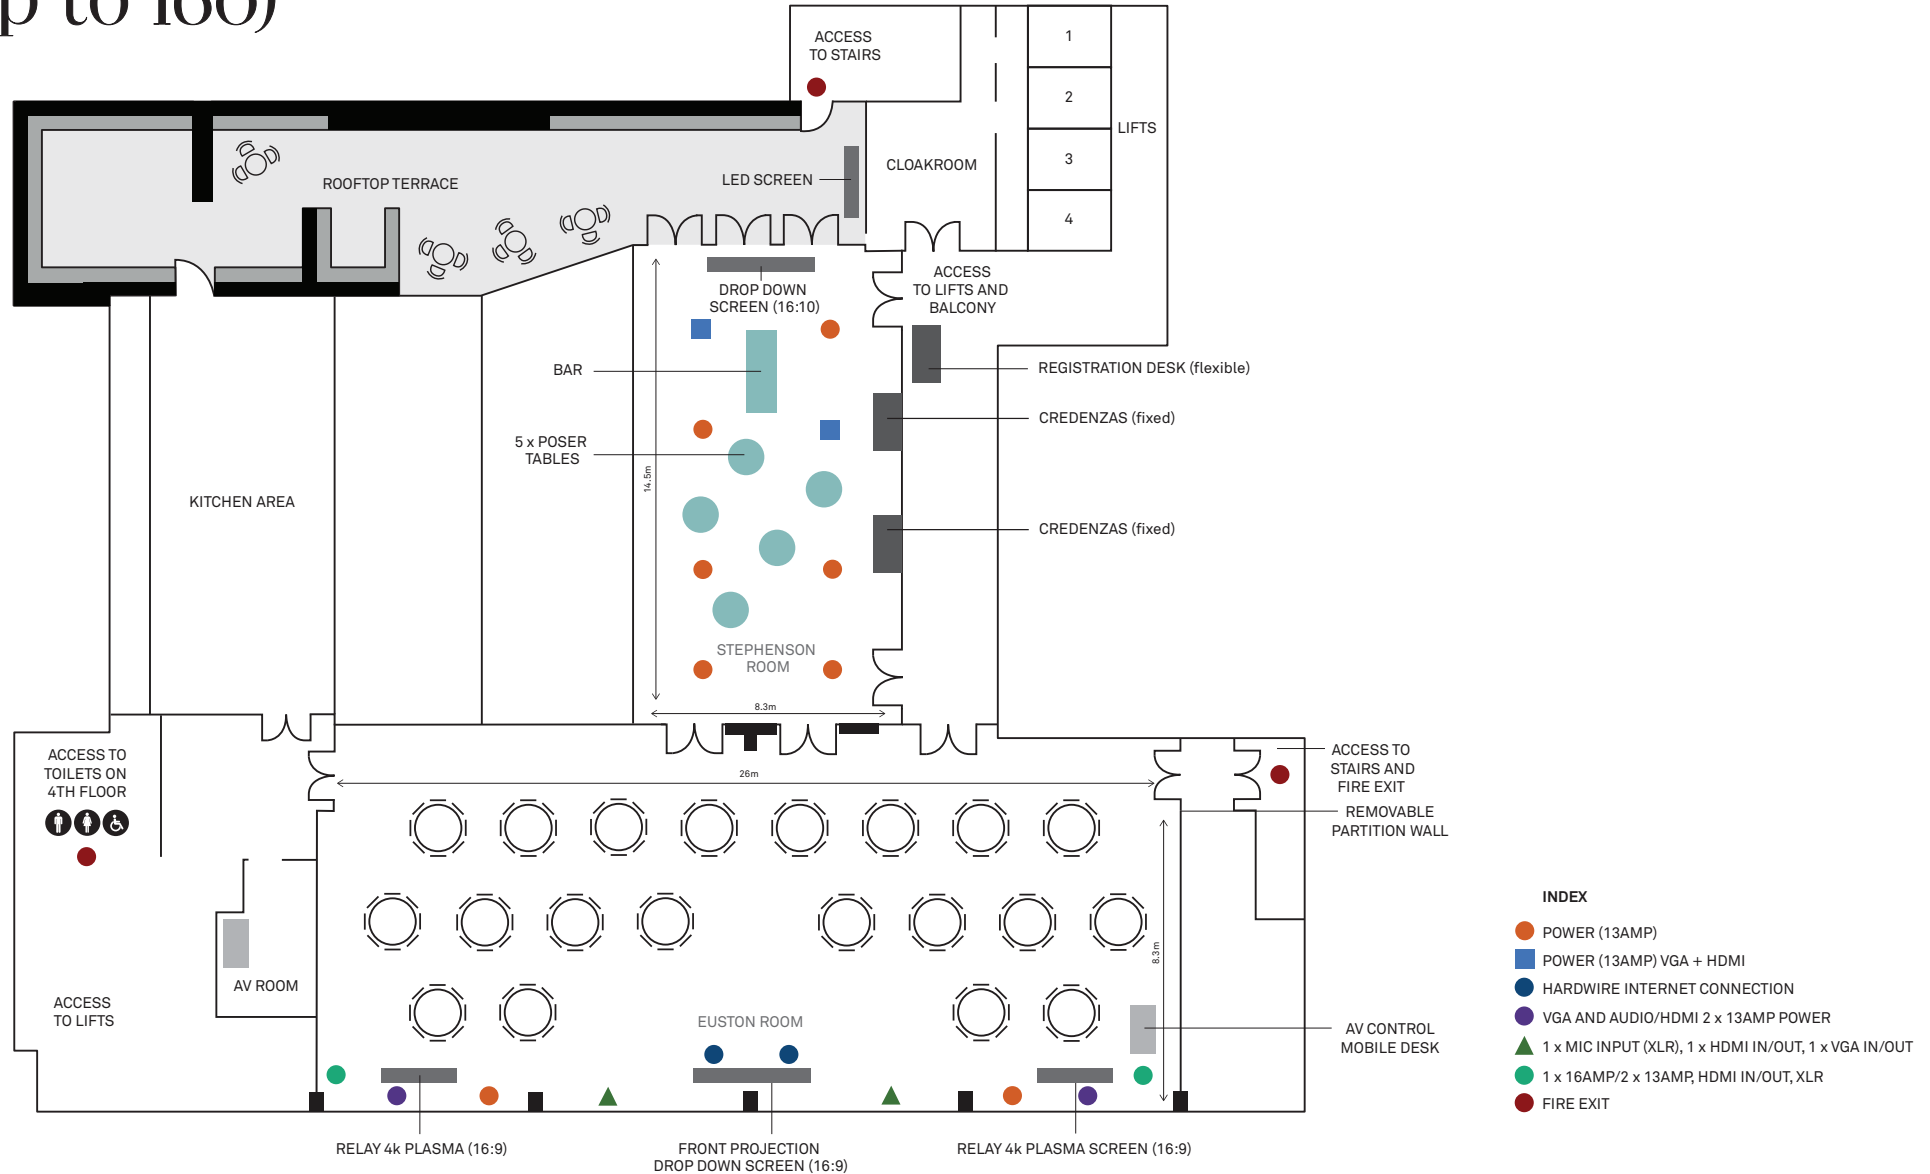 p to 166)
ACCESS
TO STAIRS
1
2
3
4
LIFTS
CLOAKROOM
LED SCREEN
ROOFTOP TERRACE
ACCESS
TO LIFTS AND
BALCONY
DROP DOWN
SCREEN (16:10)
BAR
REGISTRATION DESK (flexible)
CREDENZAS (fixed)
5 x POSER
TABLES
14.5m
KITCHEN AREA
CREDENZAS (fixed)
STEPHENSON
ROOM
8.3m
ACCESS TO
TOILETS ON
4TH FLOOR
26m
ACCESS TO
STAIRS AND
FIRE EXIT
REMOVABLE
PARTITION WALL
8.3m
AV ROOM
ACCESS
TO LIFTS
EUSTON ROOM
AV CONTROL
MOBILE DESK
RELAY 4k PLASMA (16:9)
FRONT PROJECTION
DROP DOWN SCREEN (16:9)
RELAY 4k PLASMA SCREEN (16:9)
INDEX
POWER (13AMP)
POWER (13AMP) VGA + HDMI
HARDWIRE INTERNET CONNECTION
VGA AND AUDIO/HDMI 2 x 13AMP POWER
1 x MIC INPUT (XLR), 1 x HDMI IN/OUT, 1 x VGA IN/OUT
1 x 16AMP/2 x 13AMP, HDMI IN/OUT, XLR
FIRE EXIT